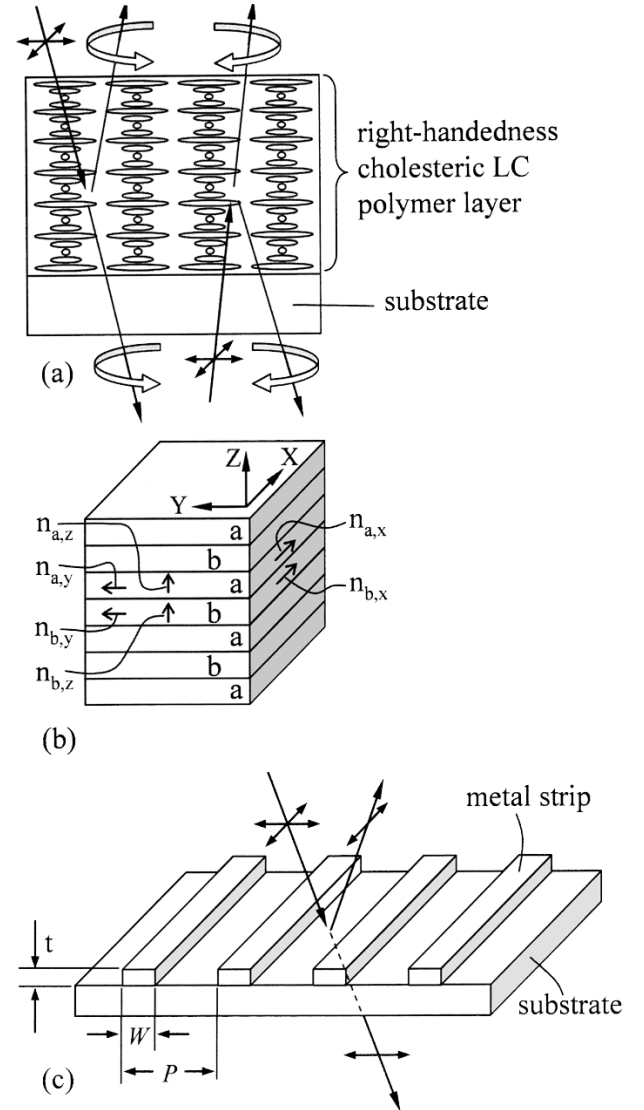 right-handedness
cholesteric LC
polymer layer
substrate
(a)
Z
X
Y
n_{a,z}
n_{a,x}
a
b
n_{a,y}
a
n_{b,x}
b
n_{b,y}
a
b
n_{b,z}
a
(b)
metal strip
t
substrate
W
P
(c)